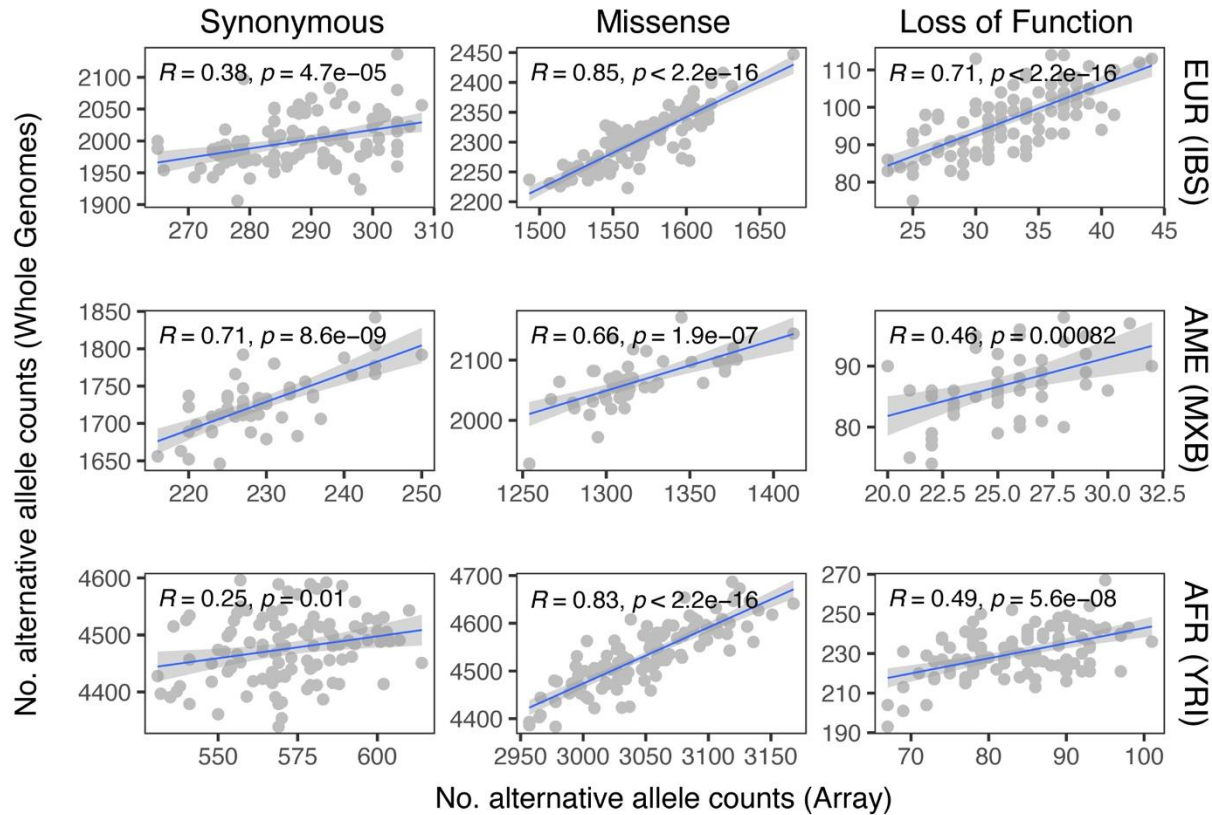 Synonymous Missense Loss of Function
No. alternative allele counts (Whole Genomes)
R = 0.38, p = 4.7e−05
2100
2050
2000
1950
1900
270 280 290 300 310
R = 0.85, p < 2.2e−16
2450
2400
2350
2300
2250
2200
1500 1550 1600 1650
R = 0.71, p < 2.2e−16
110
100
90
80
25 30 35 40 45
EUR (IBS)
R = 0.71, p = 8.6e−09
1850
1800
1750
1700
1650
220 230 240 250
R = 0.66, p = 1.9e−07
2100
2000
1250 1300 1350 1400
R = 0.46, p = 0.00082
90
80
20.0 22.5 25.0 27.5 30.0 32.5
AME (MXB)
R = 0.25, p = 0.01
4600
4500
4400
550 575 600
R = 0.83, p < 2.2e−16
4700
4600
4500
4400
2950 3000 3050 3100 3150
R = 0.49, p = 5.6e−08
270
250
230
210
190
70 80 90 100
AFR (YRI)
No. alternative allele counts (Array)